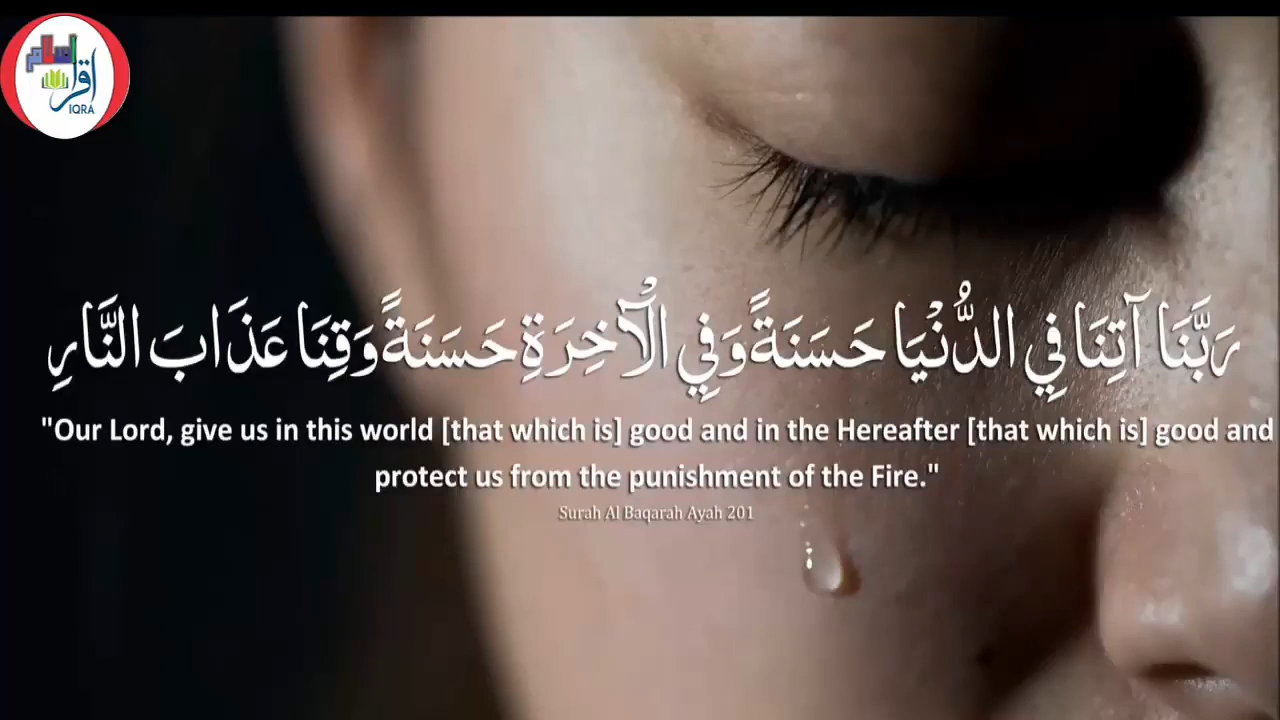 اسلام
اقرا
IQRA
رَبَّنَا آتِنَا فِي الدُّنْيَا حَسَنَةً وَفِي الْآخِرَةِ حَسَنَةً وَقِنَا عَذَابَ النَّارِ
"Our Lord, give us in this world [that which is] good and in the Hereafter [that which is] good and
protect us from the punishment of the Fire."
Surah Al Baqarah Ayah 201